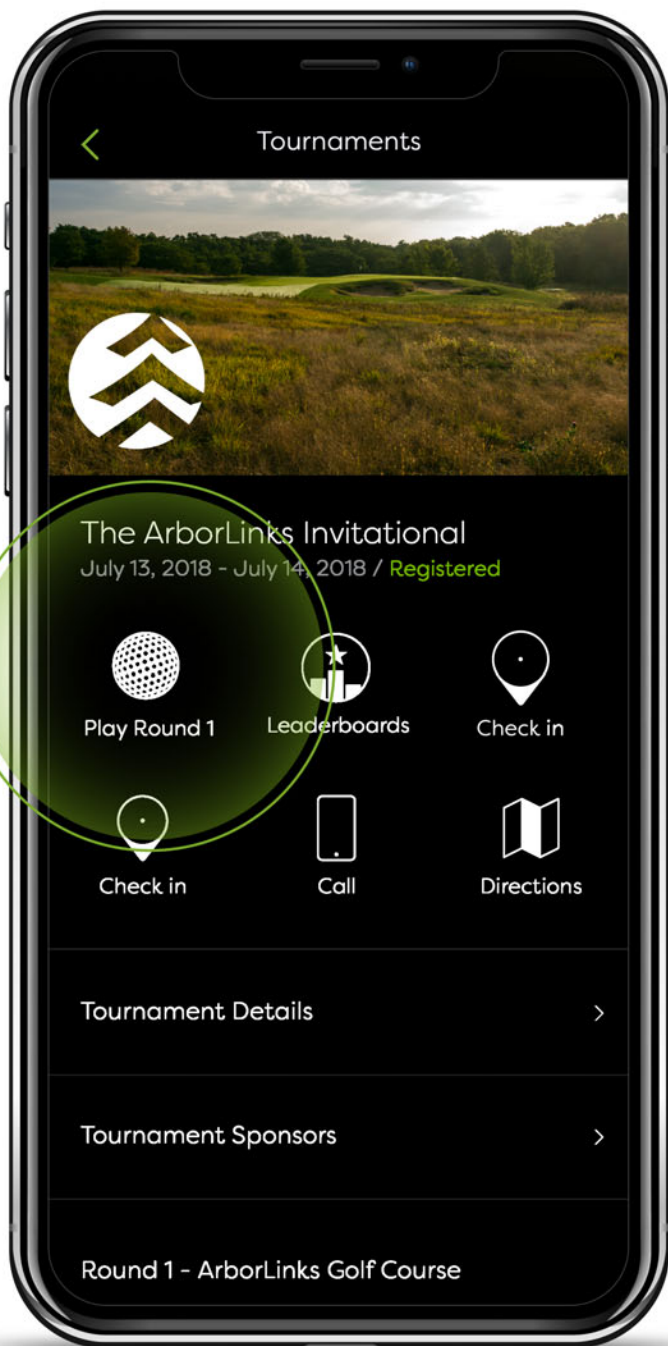 Tournaments
The ArborLinks Invitational
July 13, 2018 - July 14, 2018 / Registered
Play Round 1
Leaderboards
Check in
Check in
Call
Directions
Tournament Details
Tournament Sponsors
Round 1 - ArborLinks Golf Course